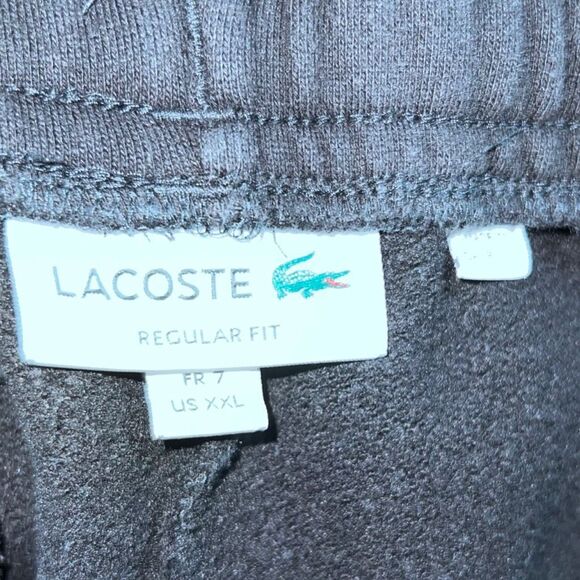 LACOSTE
REGULAR FIT
FR 7
US XXL